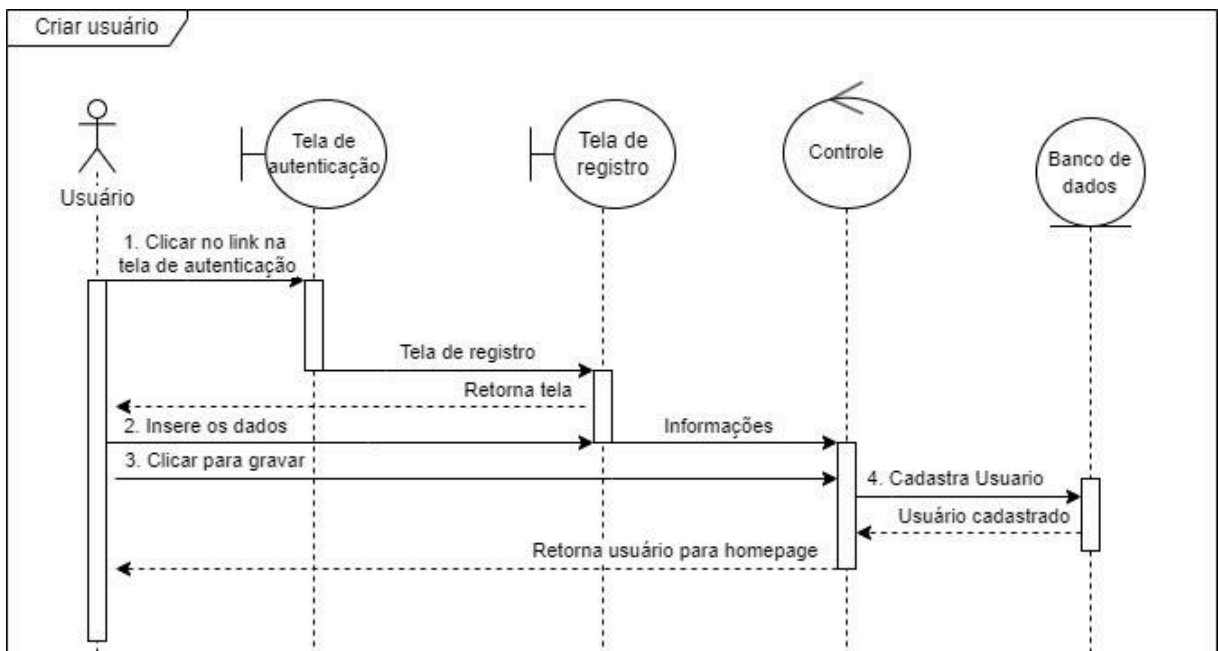 Criar usuário
Tela de
autenticação
Tela de
registro
Controle
Banco de
dados
Usuário
1. Clicar no link na
tela de autenticação
Tela de registro
Retorna tela
2. Insere os dados
Informações
3. Clicar para gravar
4. Cadastra Usuario
Usuário cadastrado
Retorna usuário para homepage